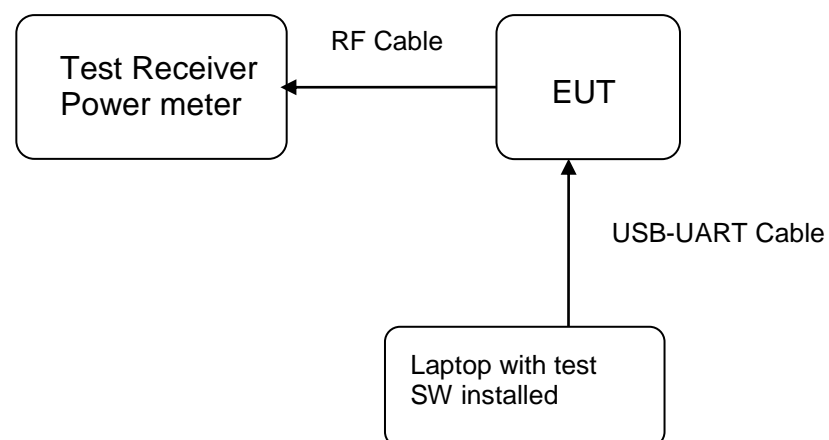 RF Cable
Test Receiver
Power meter
EUT
USB-UART Cable
Laptop with test
SW installed